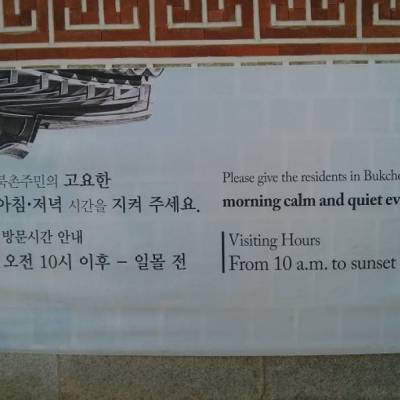 북촌주민의 고요한
아침·저녁 시간을 지켜 주세요.
방문시간 안내
오전 10시 이후 – 일몰 전
Please give the residents in
morning calm and quiet
Visiting Hours
From 10 a.m. to sunset